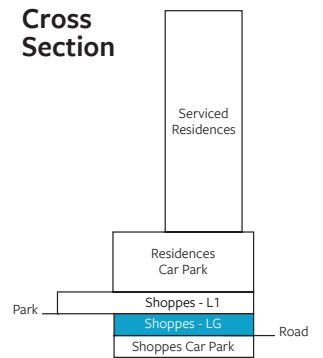 Cross
Section
Serviced
Residences
Residences
Car Park
Shoppes - L1
Park
Shoppes - LG
Road
Shoppes Car Park